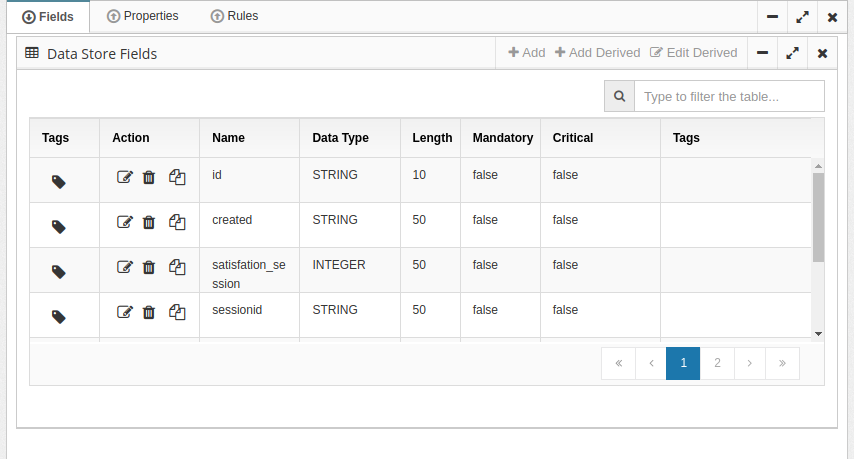 Fields Properties Rules
Data Store Fields Add Add Derived Edit Derived
Type to filter the table...
Tags Action Name Data Type Length Mandatory Critical Tags
id STRING 10 false false
created STRING 50 false false
satisfation_se INTEGER 50 false false
ssion
sessionid STRING 50 false false
« ‹ 1 2 › »